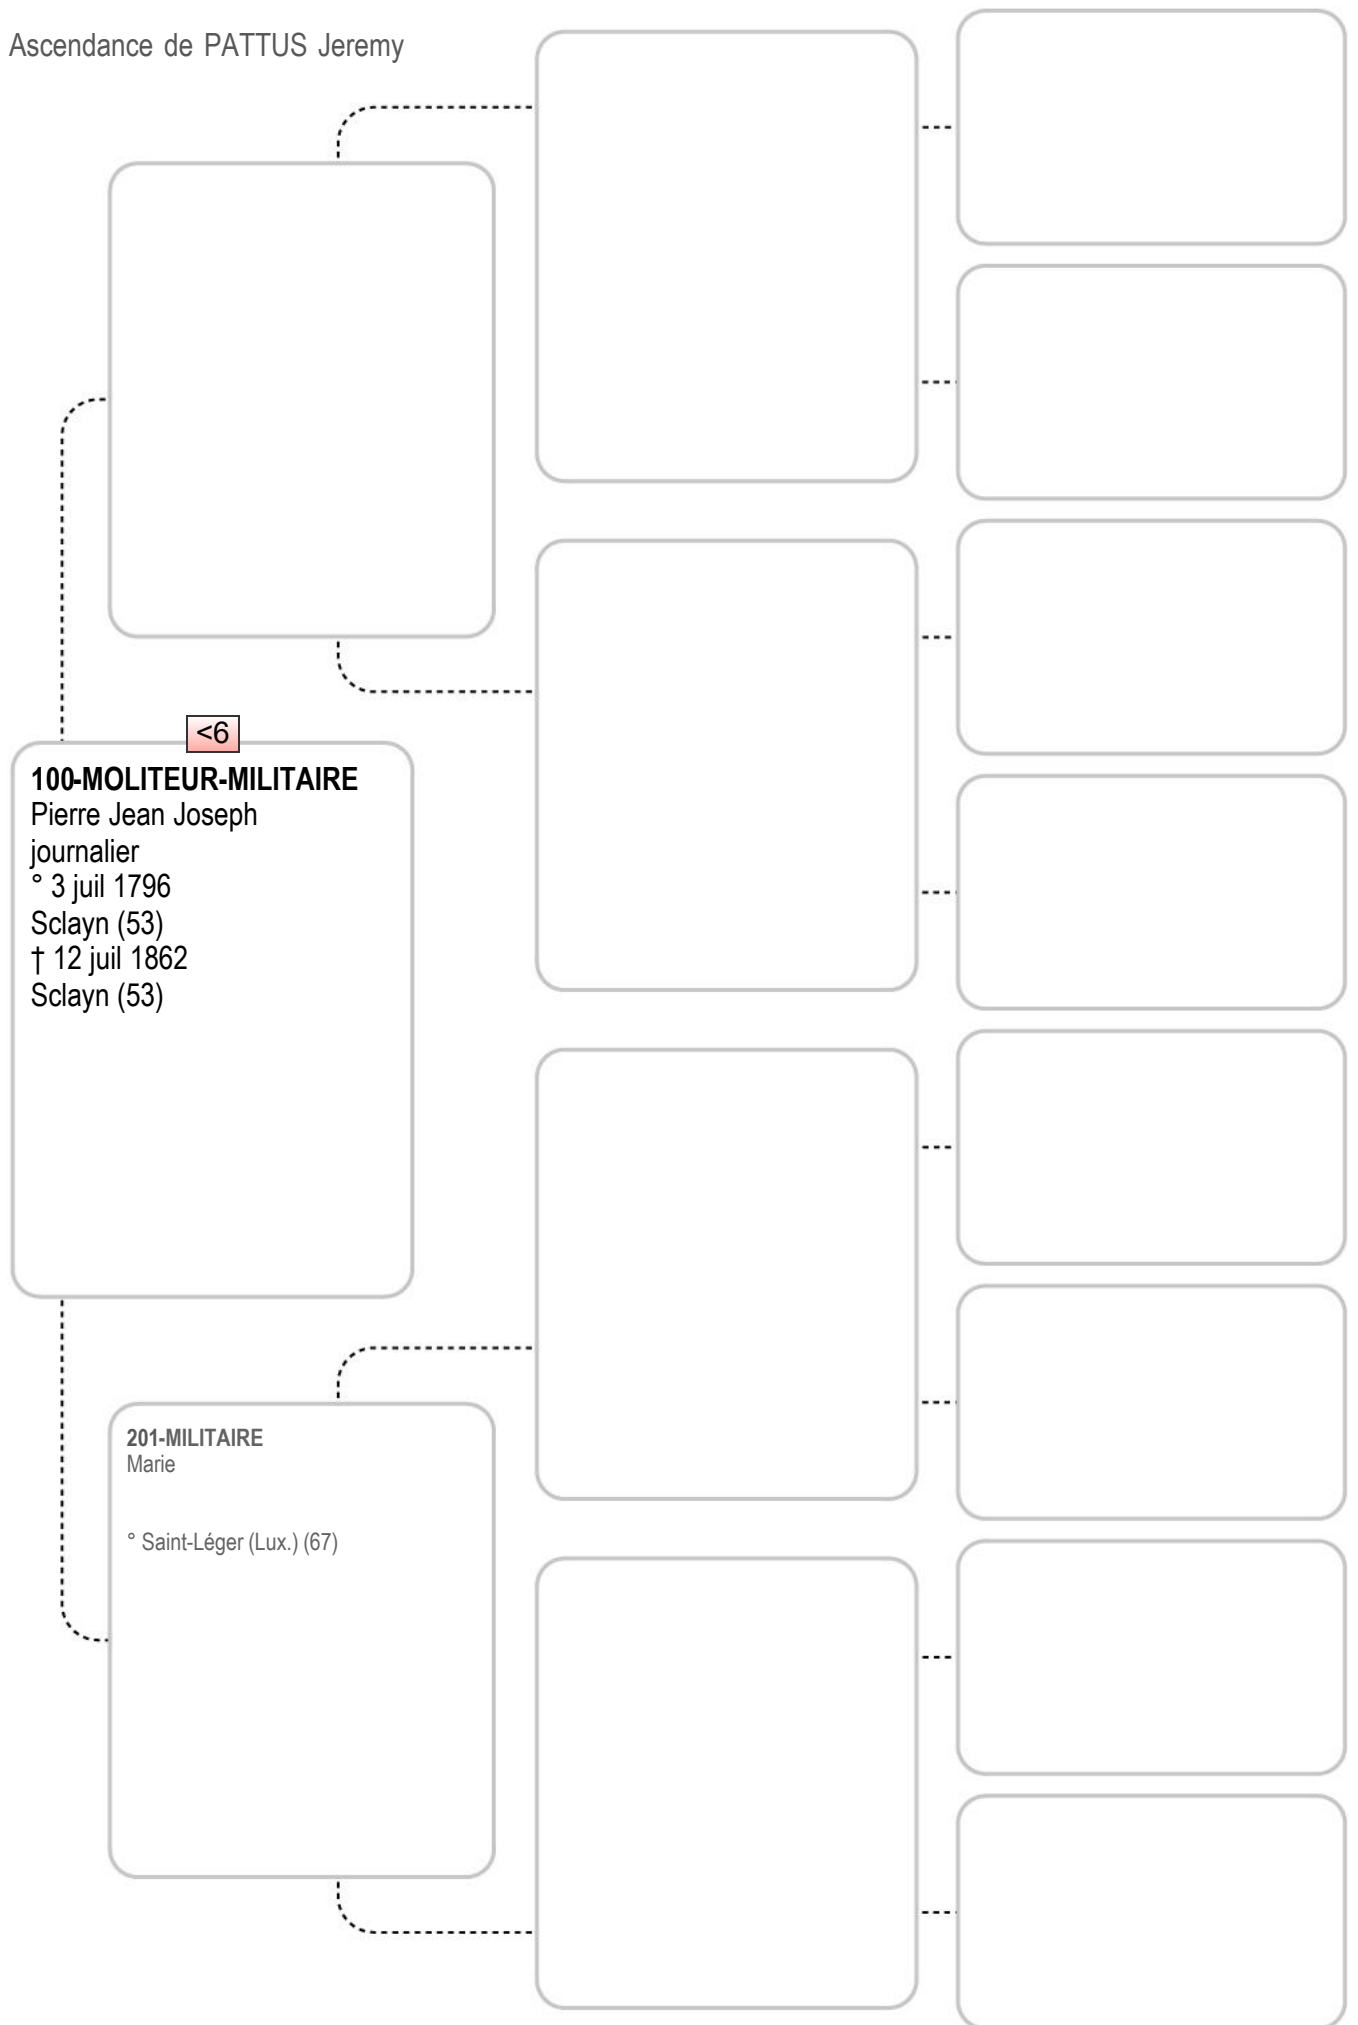 Ascendance de PATTUS Jeremy
<6
100-MOLITEUR-MILITAIRE
Pierre Jean Joseph
journalier
° 3 juil 1796
Sclayn (53)
† 12 juil 1862
Sclayn (53)
201-MILITAIRE
Marie
° Saint-Léger (Lux.) (67)